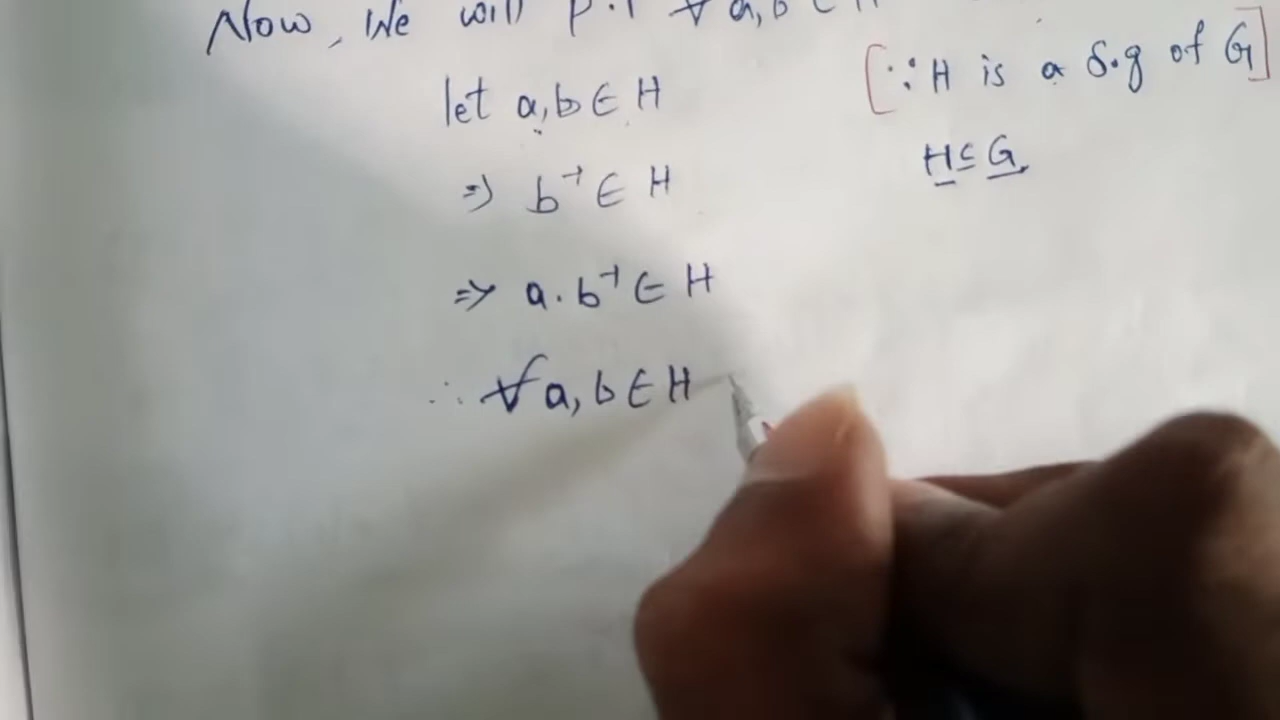 Now, We will P.T ∀ a,b ∈ H
let a,b ∈ H [∵ H is a S.g of G]
⇒ b⁻¹ ∈ H H ⊆ G
⇒ a . b⁻¹ ∈ H
∴ ∀ a, b ∈ H